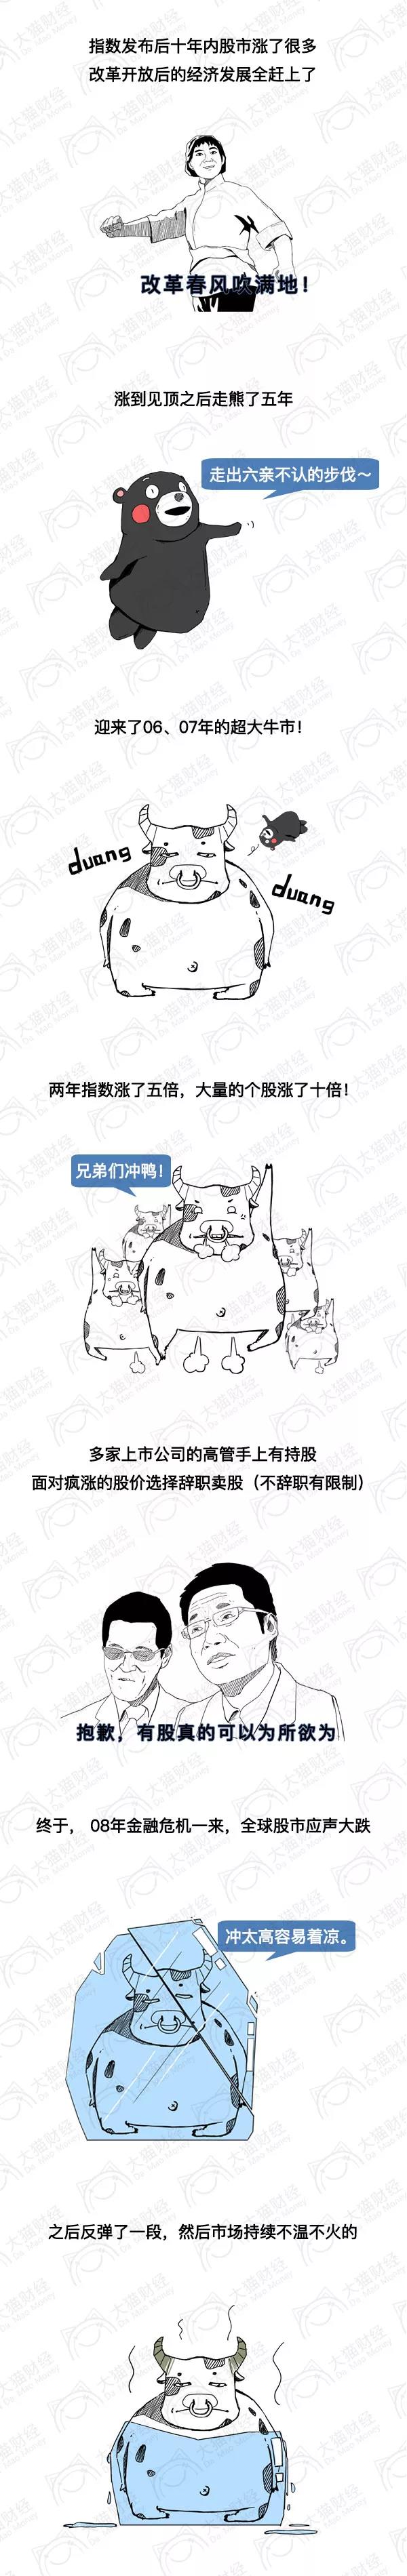 指数发布后十年内股市涨了很多
改革开放后的经济发展全赶上了
改革春风吹满地！
涨到见顶之后走熊了五年
走出六亲不认的步伐～
迎来了06、07年的超大牛市！
duang
duang
两年指数涨了五倍，大量的个股涨了十倍！
兄弟们冲鸭！
多家上市公司的高管手上有持股
面对疯涨的股价选择辞职卖股（不辞职有限制）
抱歉，有股真的可以为所欲为
终于， 08年金融危机一来，全球股市应声大跌
冲太高容易着凉。
之后反弹了一段，然后市场持续不温不火的
大猫财经
Da Mao Money